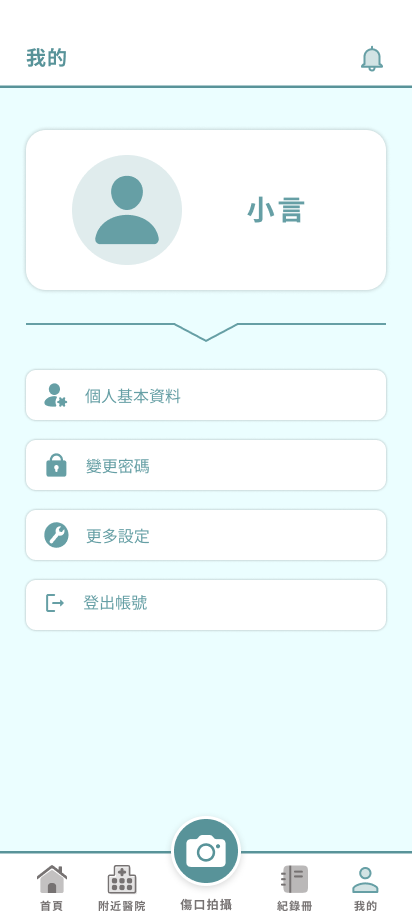 我的
小言
個人基本資料
變更密碼
更多設定
登出帳號
首頁
附近醫院
傷口拍攝
紀錄冊
我的